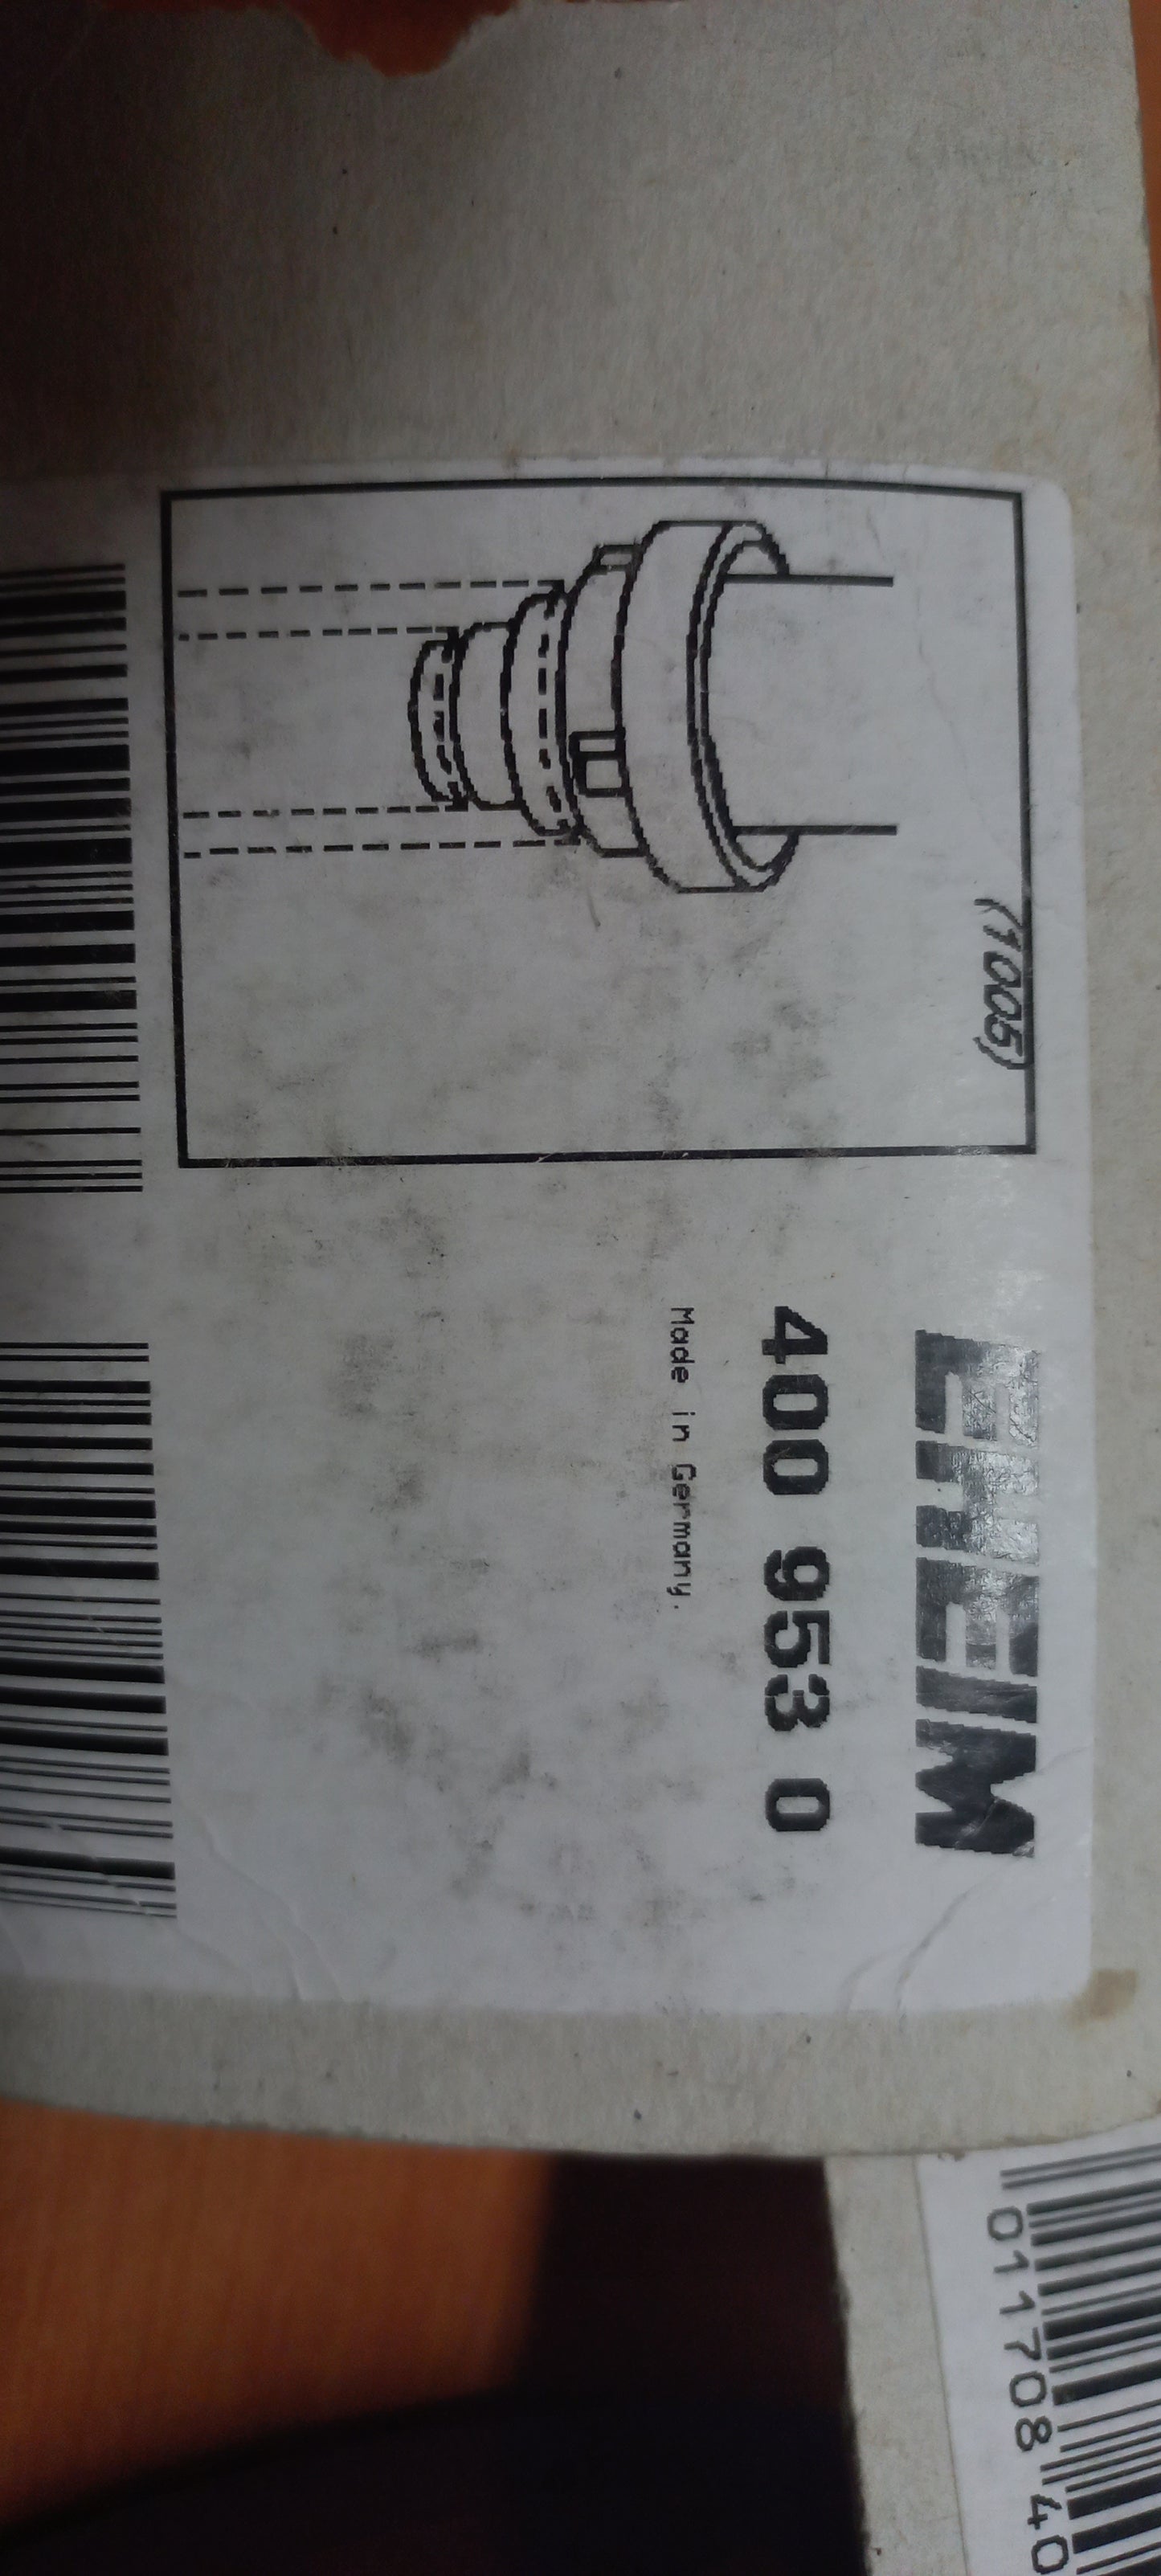 EHEIM
400 953 0
Made in Germany.
(1005)
011708 40